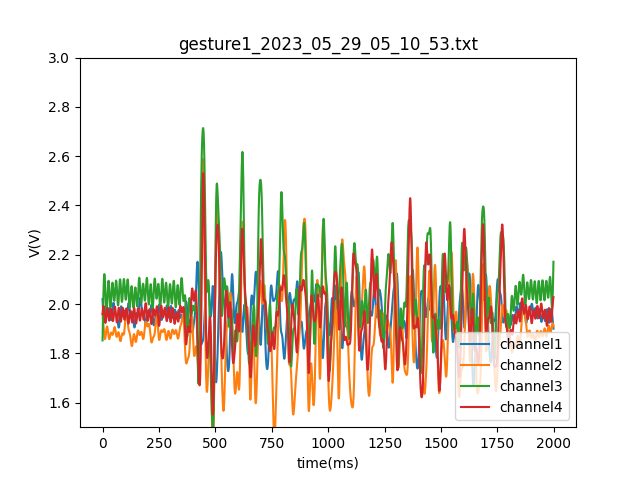 gesture1_2023_05_29_05_10_53.txt
3.0
2.8
2.6
2.4
2.2
2.0
1.8
1.6
V(V)
channel1
channel2
channel3
channel4
0 250 500 750 1000 1250 1500 1750 2000
time(ms)